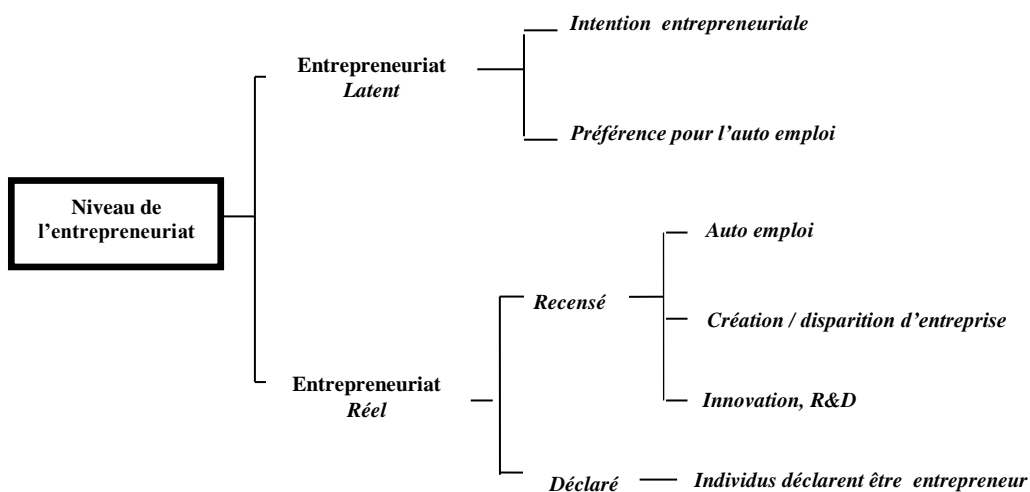 Intention entrepreneuriale
Entrepreneuriat
Latent
Préférence pour l'auto emploi
Niveau de
l'entrepreneuriat
Auto emploi
Recensé
Création / disparition d'entreprise
Entrepreneuriat
Réel
Innovation, R&D
Déclaré
Individus déclarent être entrepreneur